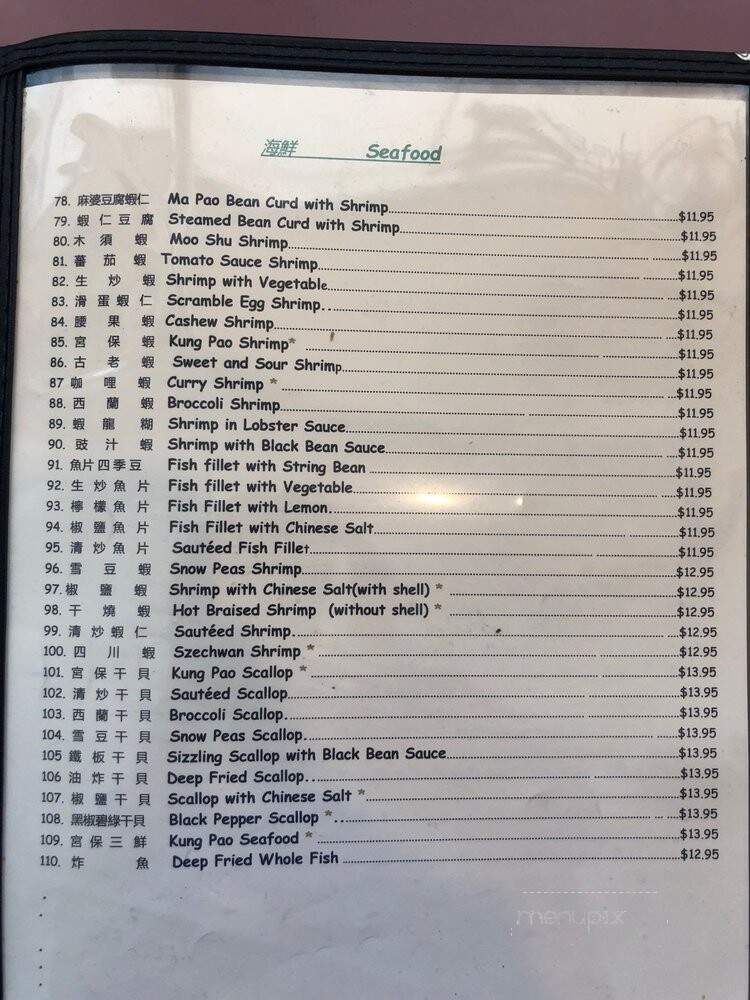 海鮮 Seafood
78. 麻婆豆腐蝦仁 Ma Pao Bean Curd with Shrimp $11.95
79. 蝦仁豆腐 Steamed Bean Curd with Shrimp $11.95
80. 木須蝦 Moo Shu Shrimp $11.95
81. 蕃茄蝦 Tomato Sauce Shrimp $11.95
82. 生炒蝦 Shrimp with Vegetable $11.95
83. 滑蛋蝦仁 Scramble Egg Shrimp $11.95
84. 腰果蝦 Cashew Shrimp $11.95
85. 宮保蝦 Kung Pao Shrimp* $11.95
86. 古老蝦 Sweet and Sour Shrimp $11.95
87 咖哩蝦 Curry Shrimp * $11.95
88. 西蘭蝦 Broccoli Shrimp $11.95
89. 蝦龍糊 Shrimp in Lobster Sauce $11.95
90. 豉汁蝦 Shrimp with Black Bean Sauce $11.95
91. 魚片四季豆 Fish fillet with String Bean $11.95
92. 生炒魚片 Fish fillet with Vegetable $11.95
93. 檸檬魚片 Fish Fillet with Lemon $11.95
94. 椒鹽魚片 Fish Fillet with Chinese Salt $11.95
95. 清炒魚片 Sautéed Fish Fillet $11.95
96. 雪豆蝦 Snow Peas Shrimp $12.95
97. 椒鹽蝦 Shrimp with Chinese Salt(with shell) * $12.95
98. 干燒蝦 Hot Braised Shrimp (without shell) * $12.95
99. 清炒蝦仁 Sautéed Shrimp $12.95
100. 四川蝦 Szechwan Shrimp * $12.95
101. 宮保干貝 Kung Pao Scallop * $13.95
102. 清炒干貝 Sautéed Scallop $13.95
103. 西蘭干貝 Broccoli Scallop $13.95
104. 雪豆干貝 Snow Peas Scallop $13.95
105 鐵板干貝 Sizzling Scallop with Black Bean Sauce $13.95
106 油炸干貝 Deep Fried Scallop $13.95
107. 椒鹽干貝 Scallop with Chinese Salt * $13.95
108. 黑椒碧綠干貝 Black Pepper Scallop * $13.95
109. 宮保三鮮 Kung Pao Seafood * $13.95
110. 炸魚 Deep Fried Whole Fish $12.95
menupix